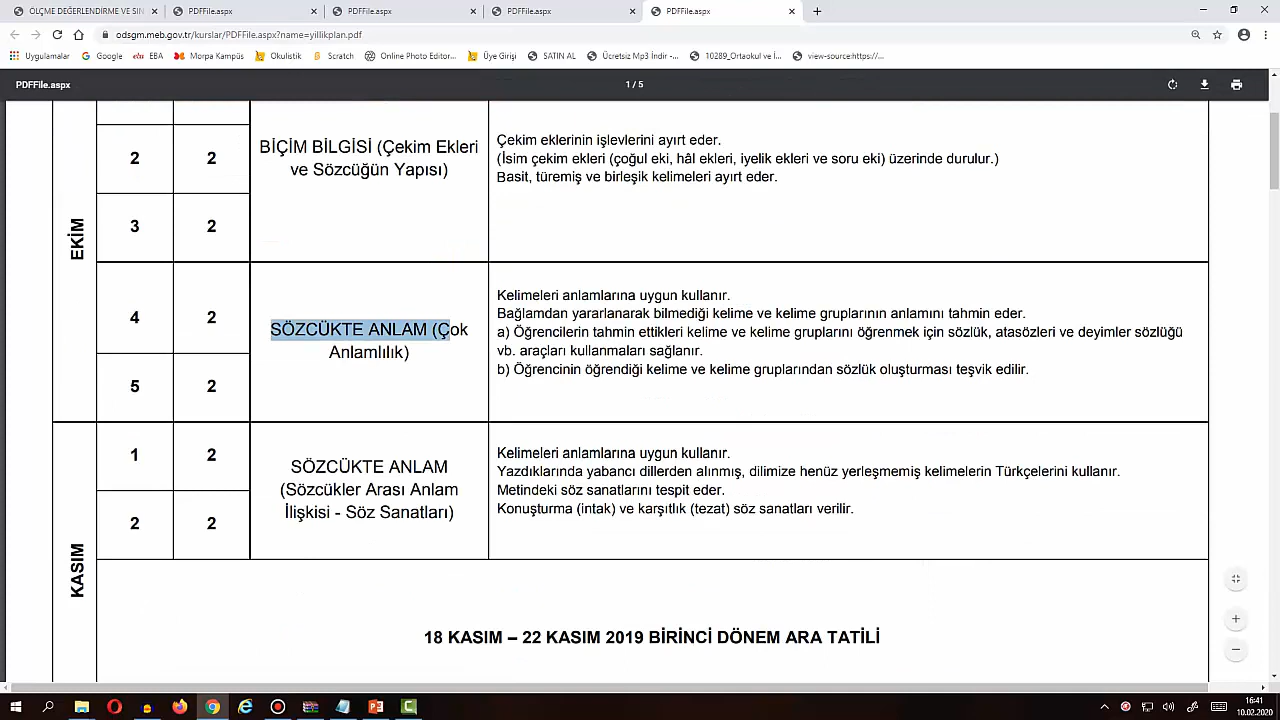 ÖLÇME DEĞERLENDİRME VE SIN
PDFFile.aspx
PDFFile.aspx
PDFFile.aspx
PDFFile.aspx
odsgm.meb.gov.tr/kurslar/PDFFile.aspx?name=yillikplan.pdf
Uygulamalar
Google
EBA
Morpa Kampüs
Okulistik
Scratch
Online Photo Editor...
Üye Girişi
SATIN AL
Ücretsiz Mp3 İndir -...
10289_Ortaokul ve İ...
view-source:https://...
PDFFile.aspx
1 / 5
EKİM
2
2
BİÇİM BİLGİSİ (Çekim Ekleri
ve Sözcüğün Yapısı)
Çekim eklerinin işlevlerini ayırt eder.
(İsim çekim ekleri (çoğul eki, hâl ekleri, iyelik ekleri ve soru eki) üzerinde durulur.)
Basit, türemiş ve birleşik kelimeleri ayırt eder.
3
2
4
2
SÖZCÜKTE ANLAM (Çok
Anlamlılık)
Kelimeleri anlamlarına uygun kullanır.
Bağlamdan yararlanarak bilmediği kelime ve kelime gruplarının anlamını tahmin eder.
a) Öğrencilerin tahmin ettikleri kelime ve kelime gruplarını öğrenmek için sözlük, atasözleri ve deyimler sözlüğü
vb. araçları kullanmaları sağlanır.
b) Öğrencinin öğrendiği kelime ve kelime gruplarından sözlük oluşturması teşvik edilir.
5
2
KASIM
1
2
SÖZCÜKTE ANLAM
(Sözcükler Arası Anlam
İlişkisi - Söz Sanatları)
Kelimeleri anlamlarına uygun kullanır.
Yazdıklarında yabancı dillerden alınmış, dilimize henüz yerleşmemiş kelimelerin Türkçelerini kullanır.
Metindeki söz sanatlarını tespit eder.
Konuşturma (intak) ve karşıtlık (tezat) söz sanatları verilir.
2
2
18 KASIM – 22 KASIM 2019 BİRİNCİ DÖNEM ARA TATİLİ
16:41
10.02.2020